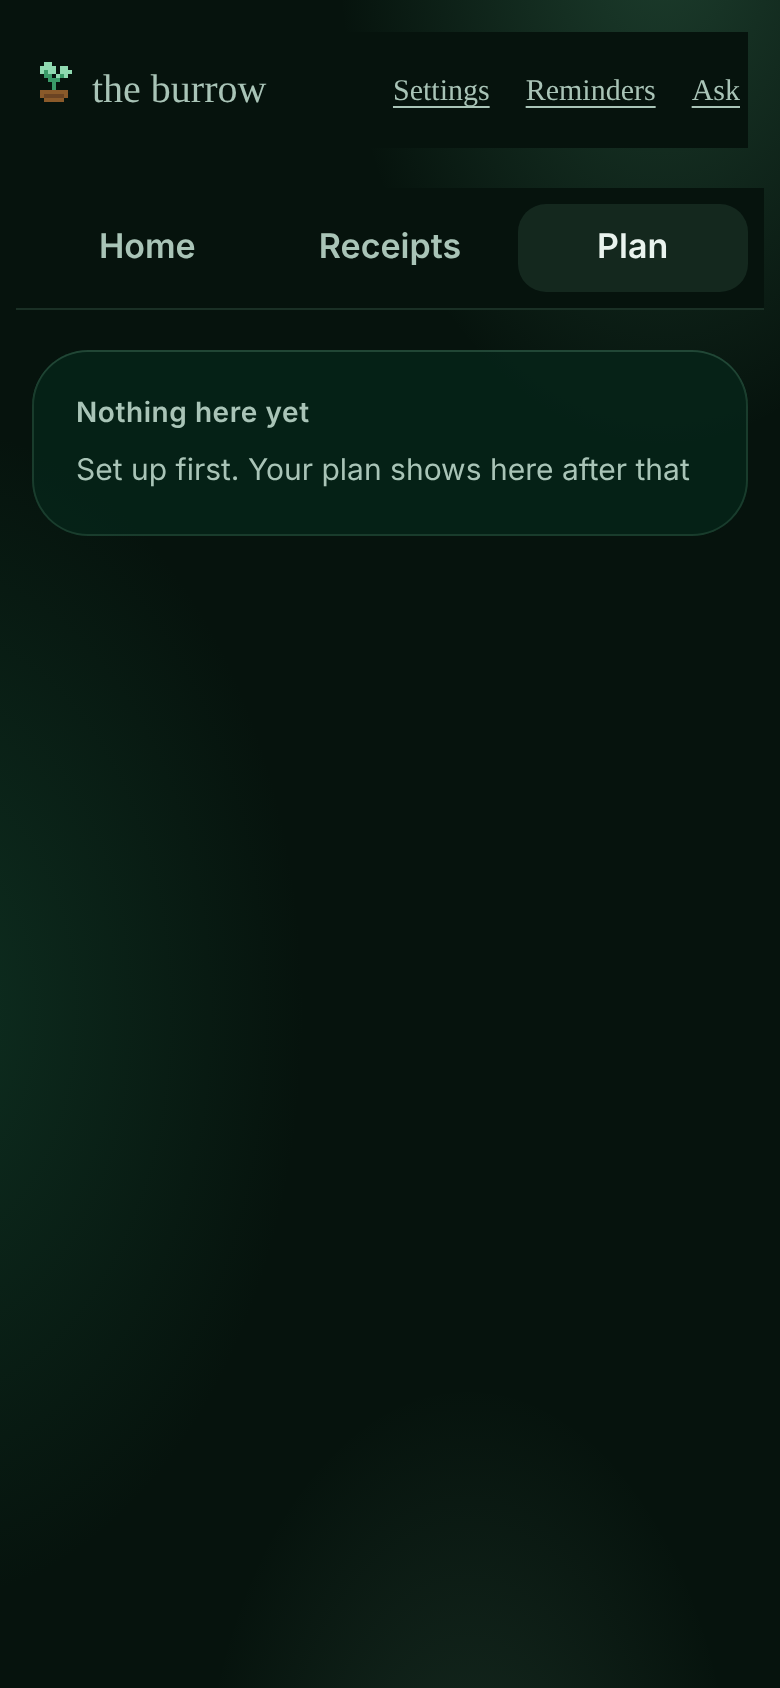 the burrow Settings Reminders Ask
Home Receipts Plan
Nothing here yet
Set up first. Your plan shows here after that